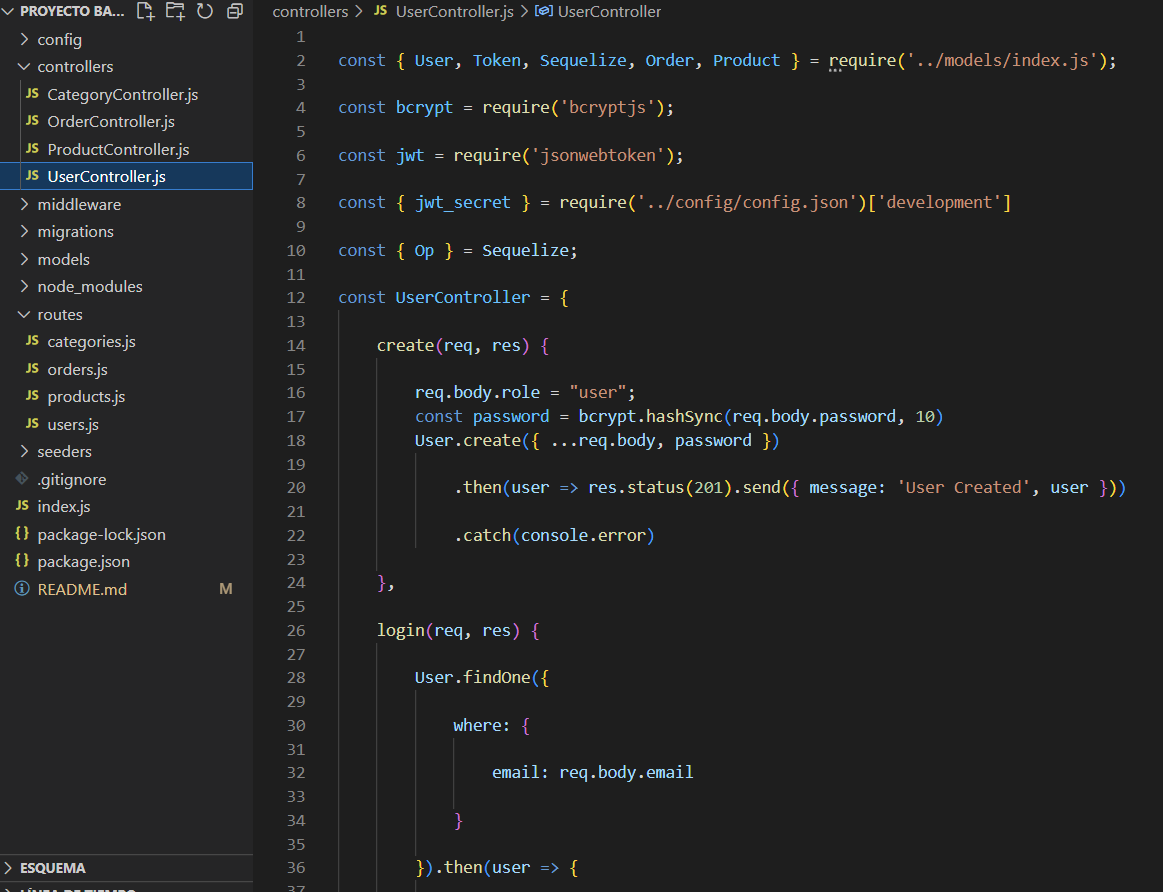 PROYECTO BA...
config
controllers
JS CategoryController.js
JS OrderController.js
JS ProductController.js
JS UserController.js
middleware
migrations
models
node_modules
routes
JS categories.js
JS orders.js
JS products.js
JS users.js
seeders
.gitignore
JS index.js
{} package-lock.json
{} package.json
README.md M
ESQUEMA
LÍNEA DE TIEMPO
controllers > JS UserController.js > UserController
1
2 const { User, Token, Sequelize, Order, Product } = require('../models/index.js');
3
4 const bcrypt = require('bcryptjs');
5
6 const jwt = require('jsonwebtoken');
7
8 const { jwt_secret } = require('../config/config.json')['development']
9
10 const { Op } = Sequelize;
11
12 const UserController = {
13
14 create(req, res) {
15
16 req.body.role = "user";
17 const password = bcrypt.hashSync(req.body.password, 10)
18 User.create({ ...req.body, password })
19
20 .then(user => res.status(201).send({ message: 'User Created', user }))
21
22 .catch(console.error)
23
24 },
25
26 login(req, res) {
27
28 User.findOne({
29
30 where: {
31
32 email: req.body.email
33
34 }
35
36 }).then(user => {
37